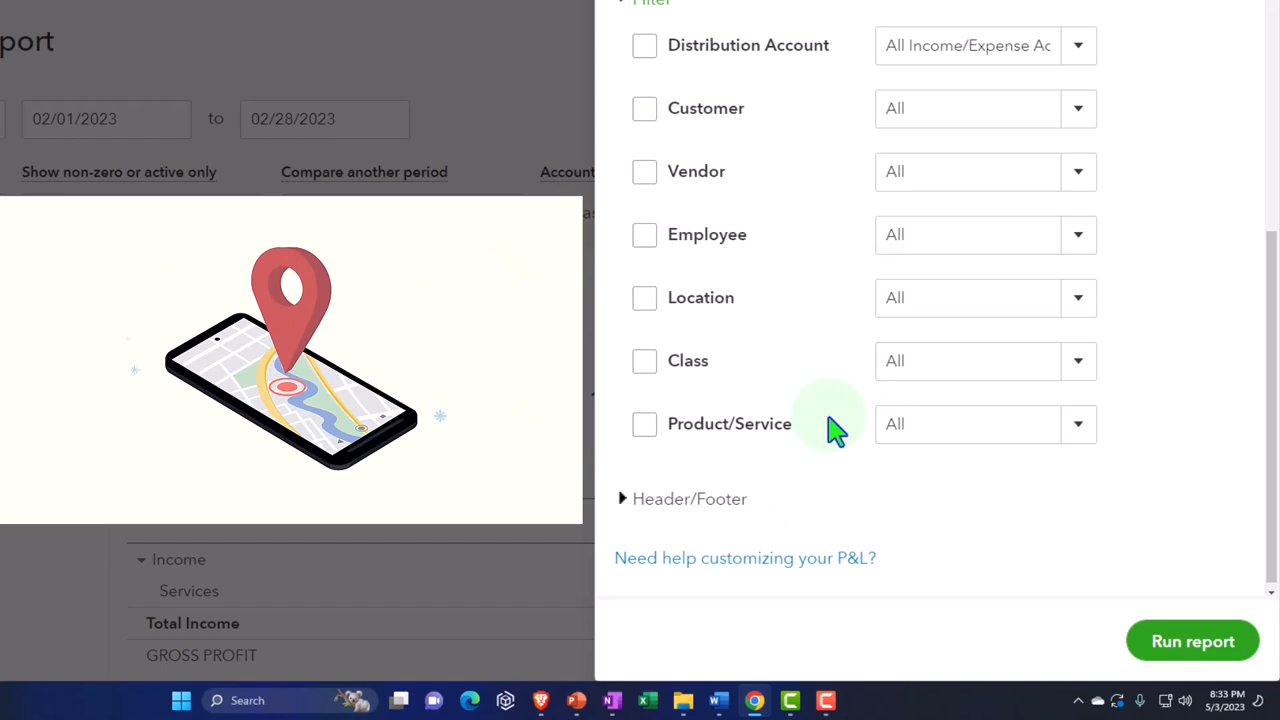 port
Filter
Distribution Account
All Income/Expense Ac
Customer
All
02/01/2023
to
02/28/2023
Show non-zero or active only
Compare another period
Account
Vendor
All
as
Employee
All
Location
All
Class
All
Product/Service
All
Header/Footer
Need help customizing your P&L?
Income
Services
Total Income
GROSS PROFIT
Run report
Search
8:33 PM
5/3/2023